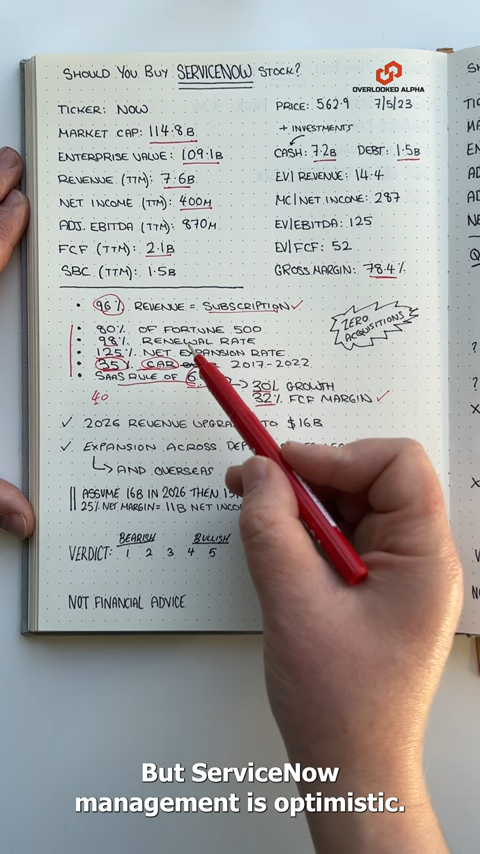 SHOULD YOU BUY SERVICENOW STOCK?
OVERLOOKED ALPHA
TICKER: NOW
PRICE: 562.9 7/5/23
MARKET CAP: 114.8B
+ INVESTMENTS
ENTERPRISE VALUE: 109.1B
CASH: 7.2B DEBT: 1.5B
REVENUE (TTM): 7.6B
EV/REVENUE: 14.4
NET INCOME (TTM): 400M
MC/NET INCOME: 287
ADJ. EBITDA (TTM): 870M
EV/EBITDA: 125
FCF (TTM): 2.1B
EV/FCF: 52
SBC (TTM): 1.5B
GROSS MARGIN: 78.4%
• 96% REVENUE = SUBSCRIPTION ✓
ZERO ACQUISITIONS
• 80% OF FORTUNE 500
• 98% RENEWAL RATE
• 125% NET EXPANSION RATE
• 35% CAR 2017-2022
• SAAS RULE OF 6 → 30% GROWTH
40
32% FCF MARGIN ✓
✓ 2026 REVENUE TO $16B
✓ EXPANSION ACROSS
↳ AND OVERSEAS
ASSUME 16B IN 2026 THEN
25% NET MARGIN = 11B NET
BEARISH BULLISH
VERDICT: 1 2 3 4 5
NOT FINANCIAL ADVICE
But ServiceNow
management is optimistic.